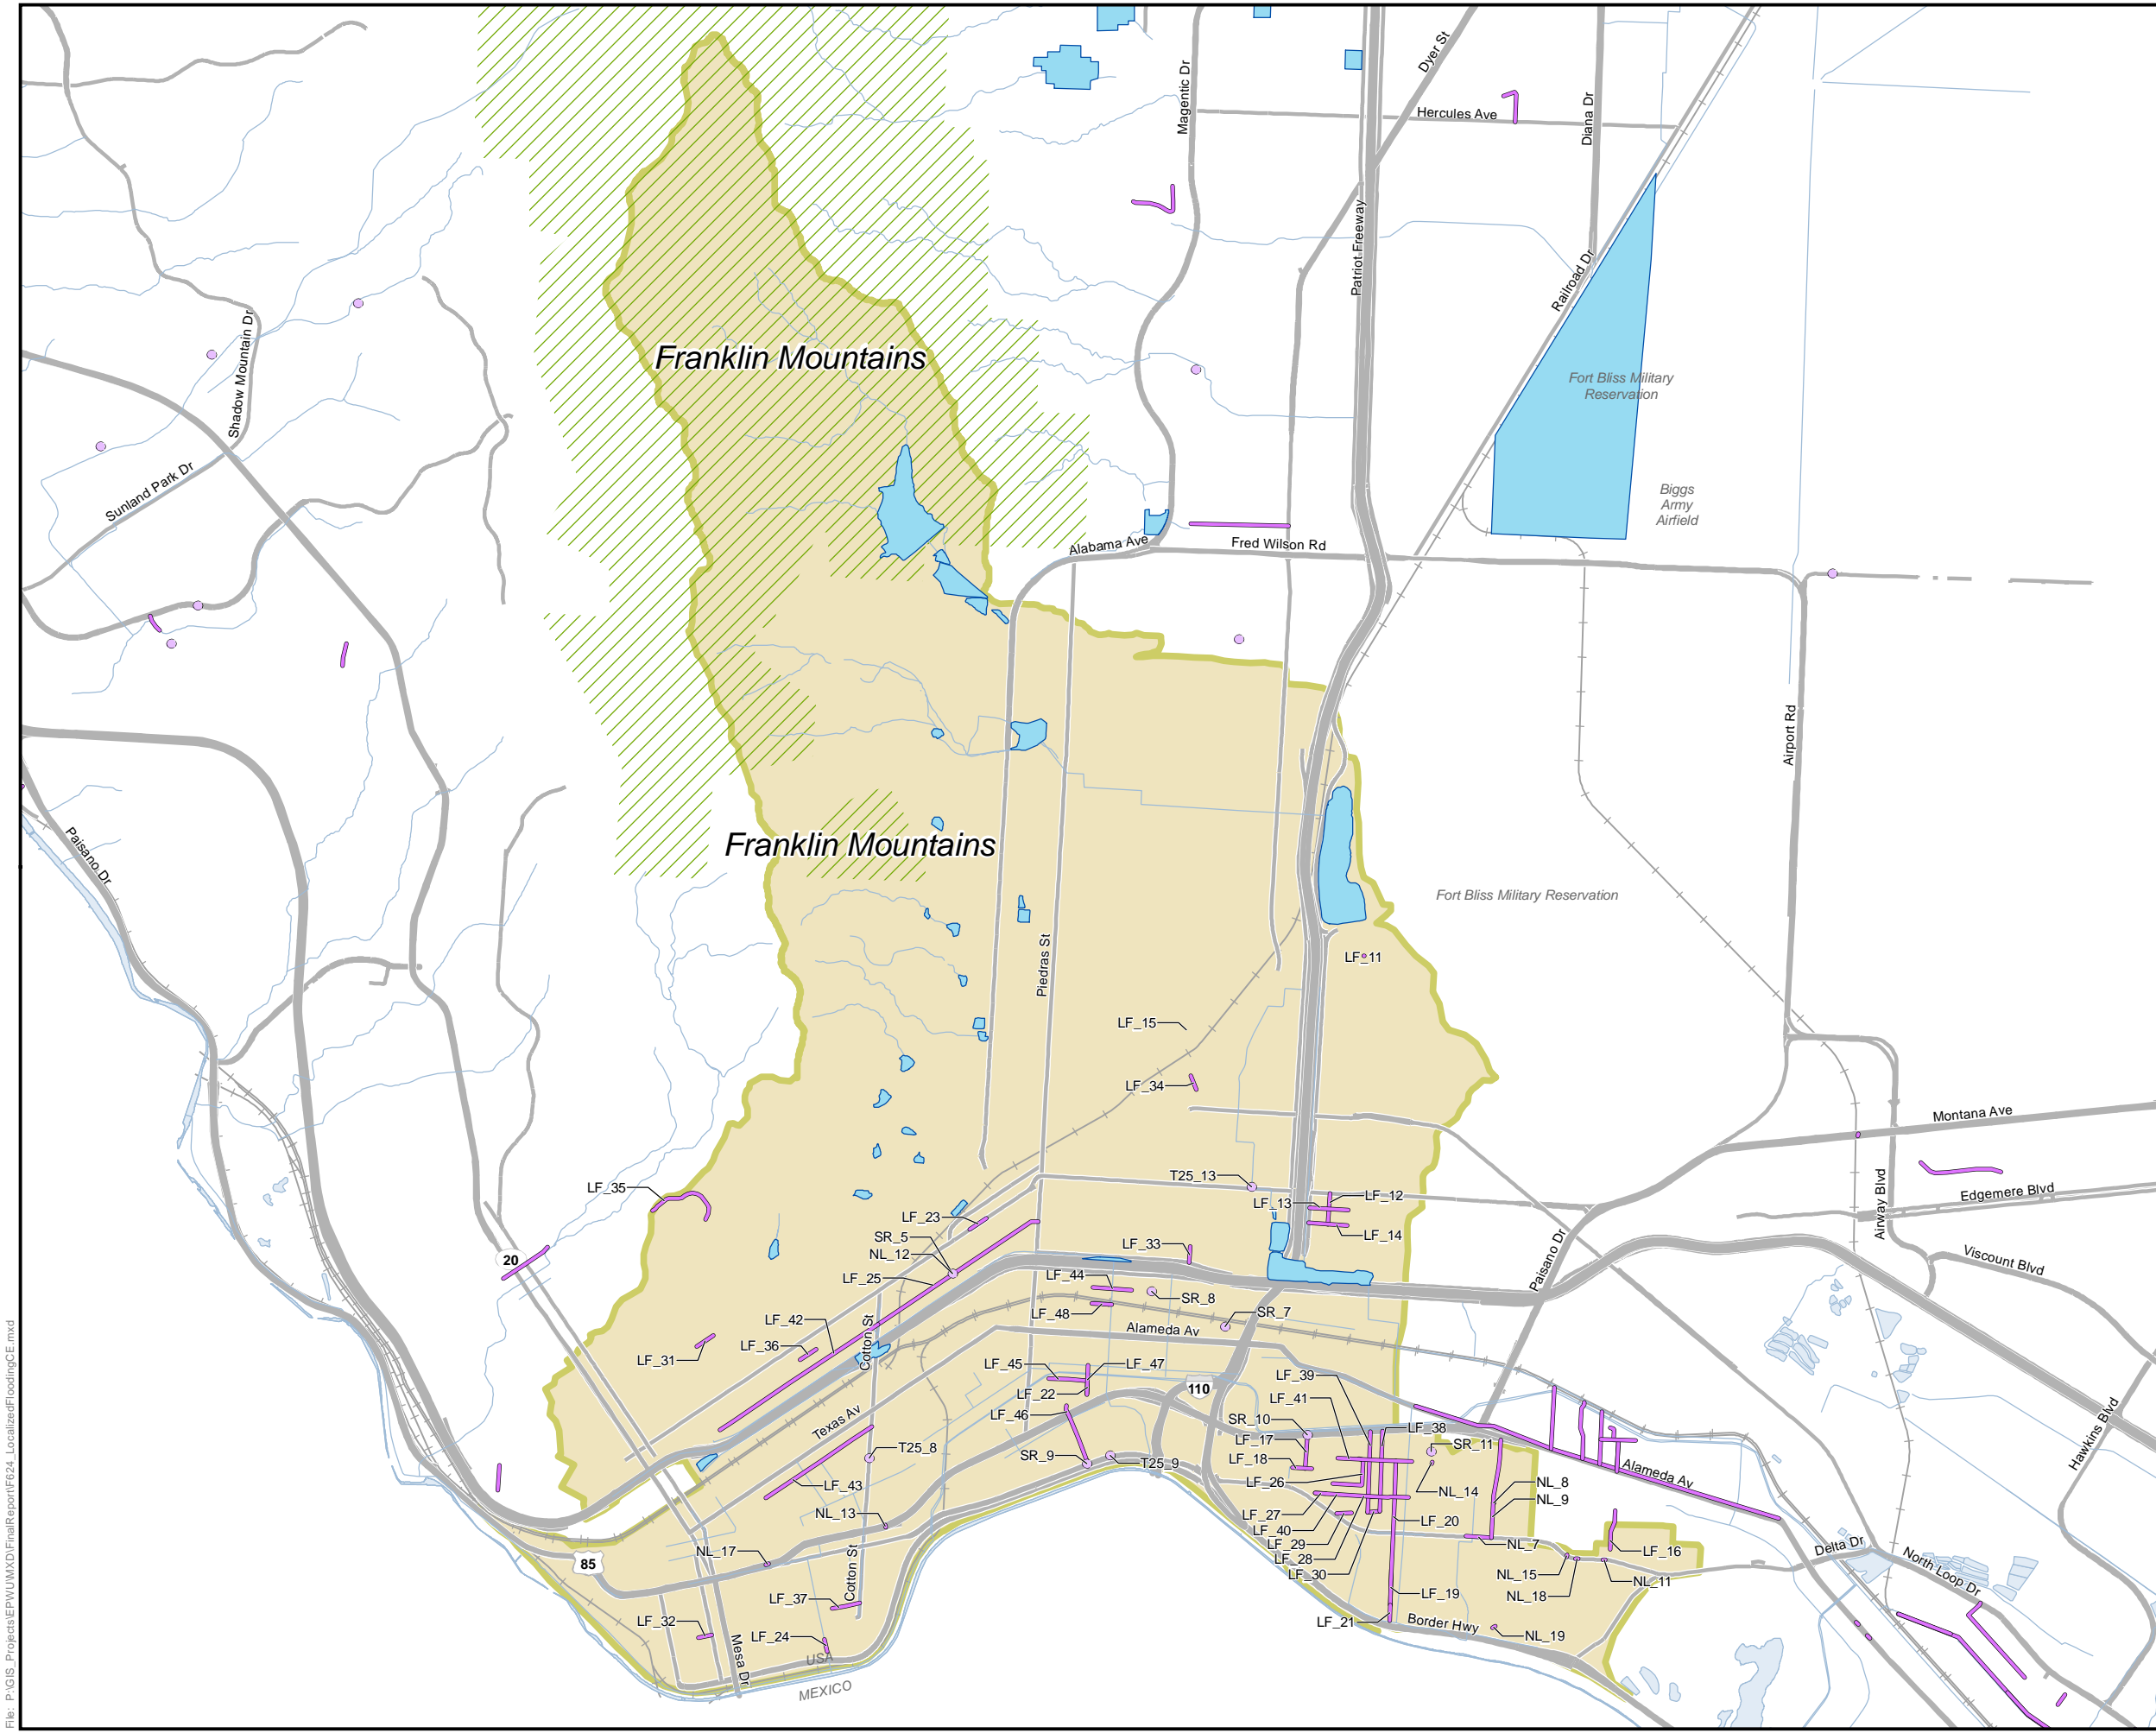 Dyer St
Magentic Dr
Hercules Ave
Diana Dr
Patriot Freeway
Railroad Dr
Shadow Mountain Dr
Franklin Mountains
Fort Bliss Military
Reservation
Sunland Park Dr
Biggs
Army
Airfield
Alabama Ave
Fred Wilson Rd
Airport Rd
Paisano Dr
Franklin Mountains
Fort Bliss Military Reservation
Piedras St
LF_11
LF_15
LF_34
Montana Ave
T25_13
LF_35
LF_13
LF_12
Edgemere Blvd
Airway Blvd
LF_23
SR_5
LF_14
NL_12
LF_33
20
Paisano Dr
Viscount Blvd
LF_25
LF_44
SR_8
LF_48
SR_7
LF_42
Alameda Av
LF_36
Cotton St
LF_31
LF_45
LF_47
LF_39
110
LF_22
LF_41
LF_46
SR_10
LF_38
Texas Av
Hawkins Blvd
LF_17
SR_11
T25_8
SR_9
T25_9
LF_18
Alameda Av
LF_26
NL_8
LF_43
NL_14
NL_9
NL_13
LF_27
LF_20
LF_40
LF_29
NL_7
Delta Dr
NL_17
LF_28
LF_16
85
LF_30
NL_15
NL_11
North Loop Dr
Cotton St
LF_37
LF_19
NL_18
LF_32
LF_21
Border Hwy
LF_24
NL_19
Mesa Dr
USA
MEXICO
File: P:\GIS_Projects\EPWU\MXD\FinalReport\F624_LocalizedFloodingCE.mxd